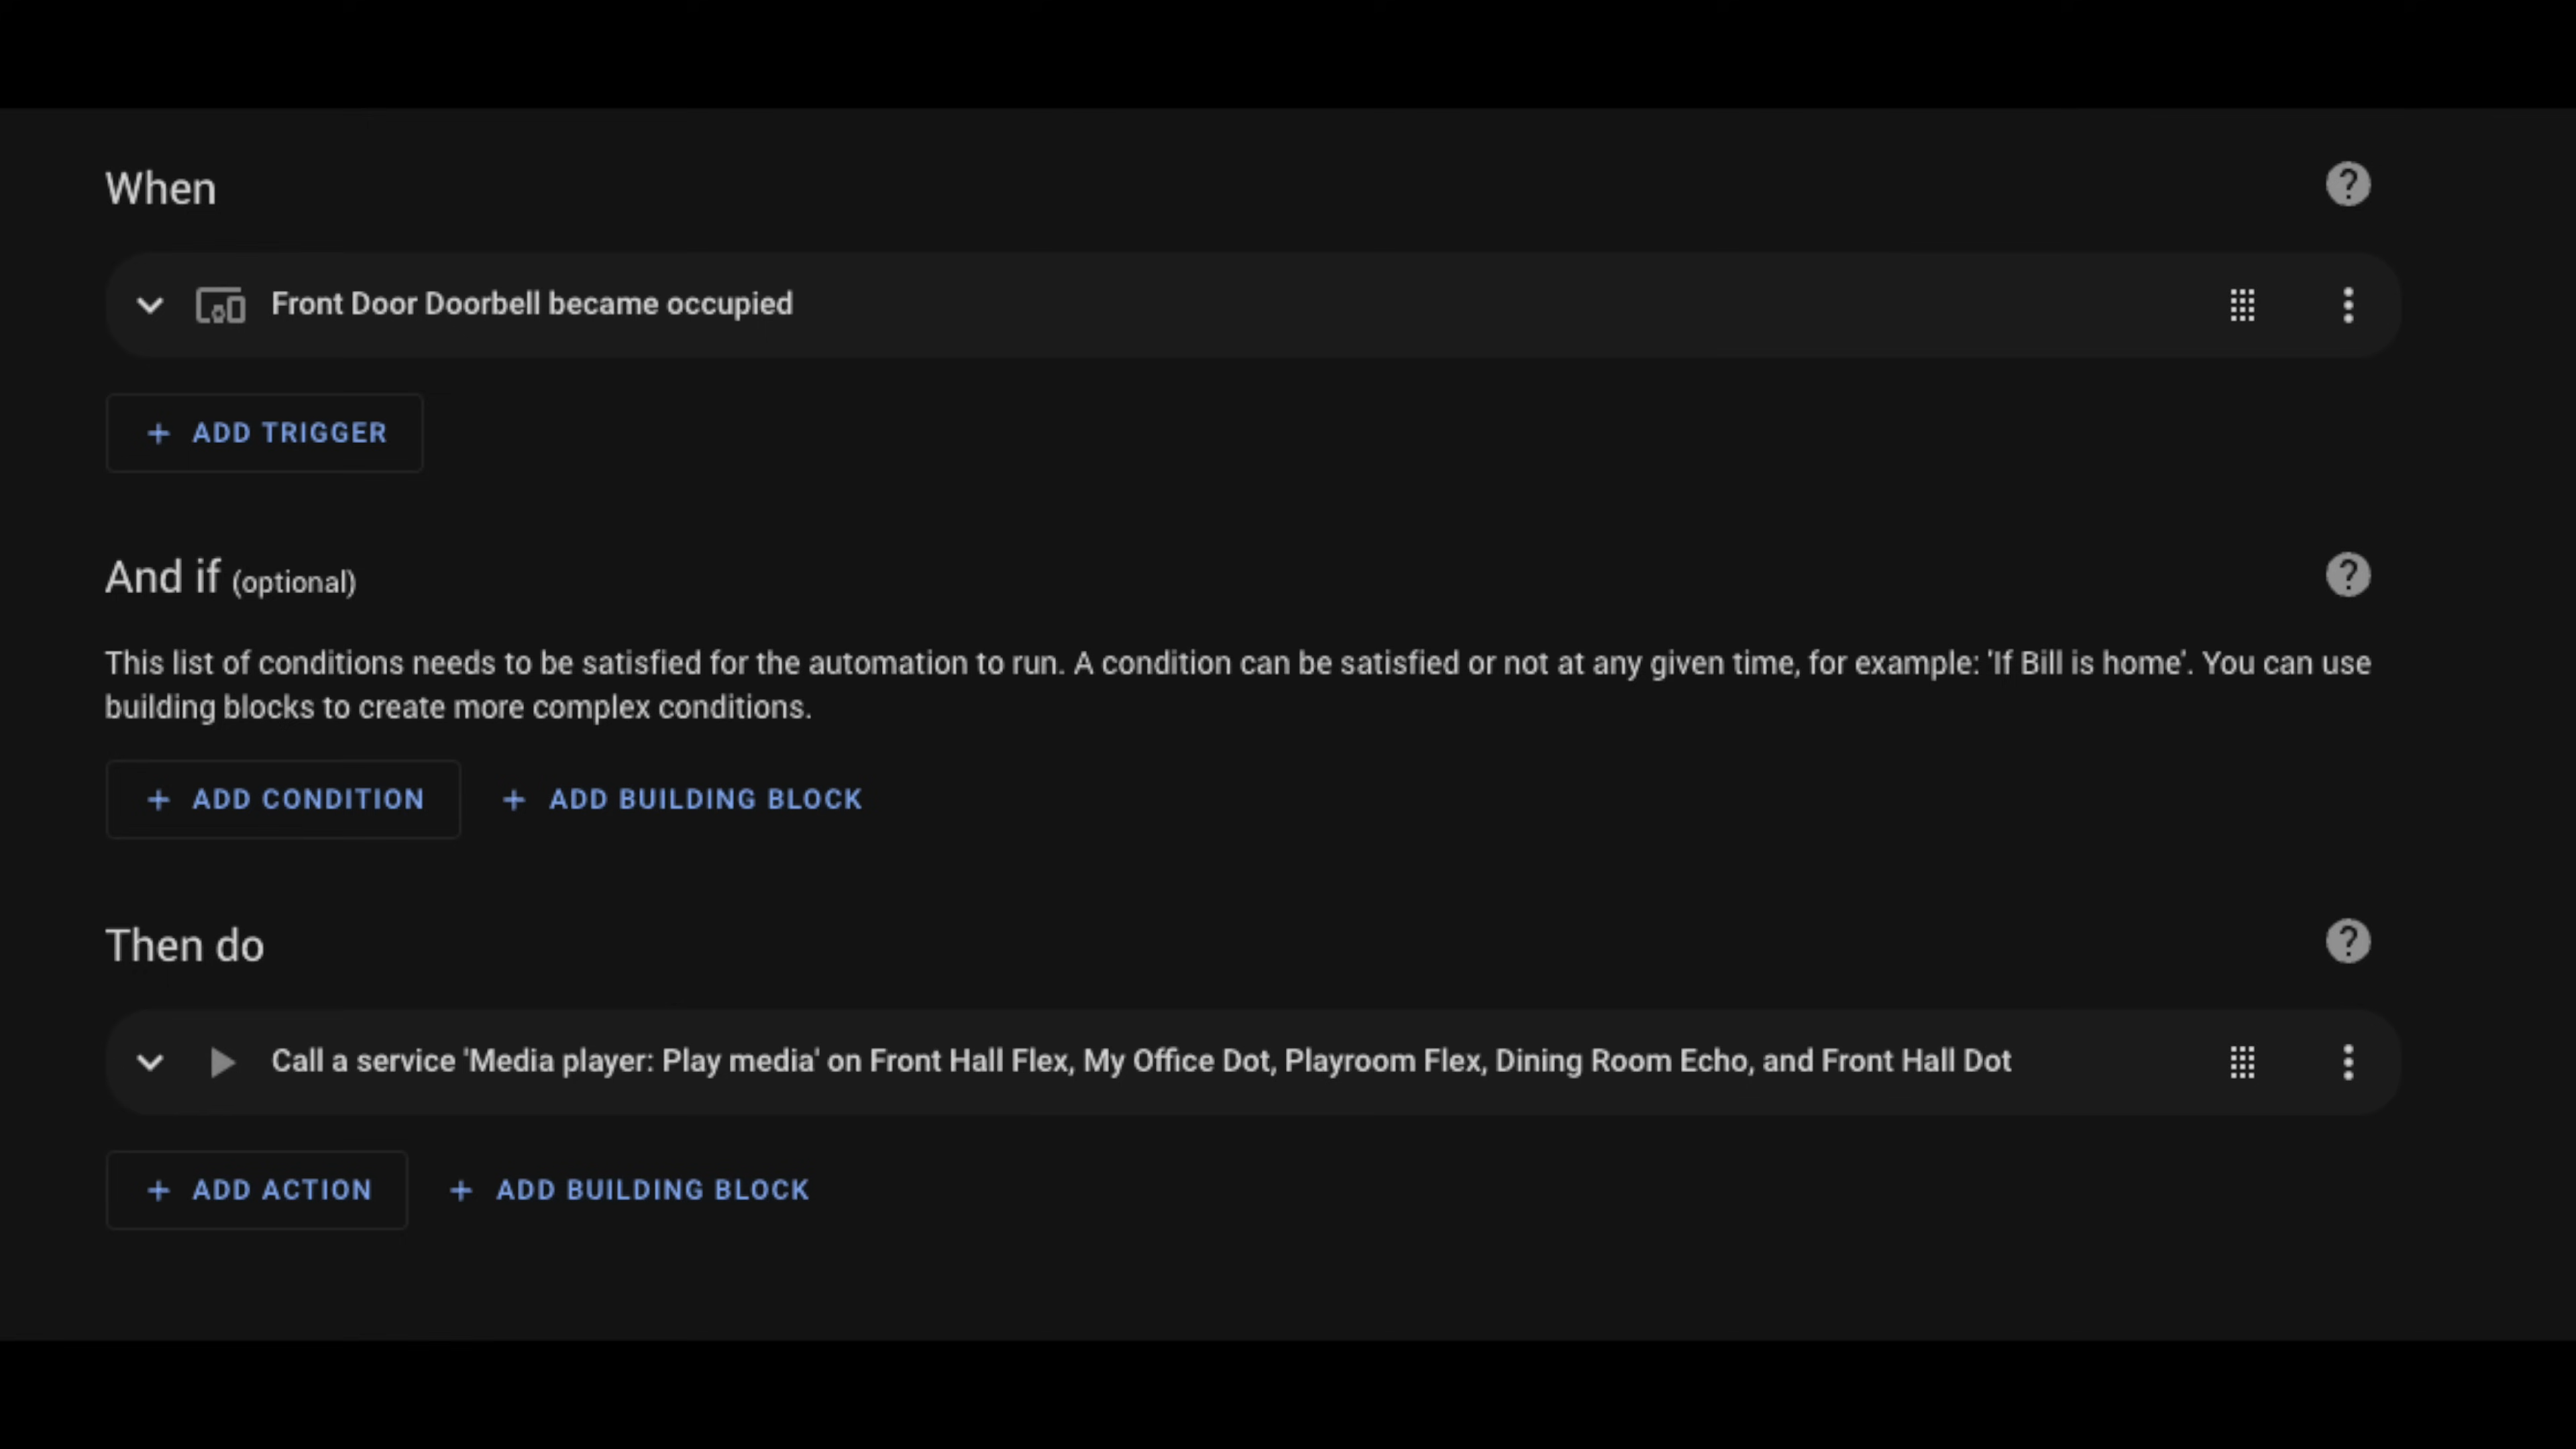 When
Front Door Doorbell became occupied
+ ADD TRIGGER
And if (optional)
This list of conditions needs to be satisfied for the automation to run. A condition can be satisfied or not at any given time, for example: 'If Bill is home'. You can use
building blocks to create more complex conditions.
+ ADD CONDITION + ADD BUILDING BLOCK
Then do
Call a service 'Media player: Play media' on Front Hall Flex, My Office Dot, Playroom Flex, Dining Room Echo, and Front Hall Dot
+ ADD ACTION + ADD BUILDING BLOCK